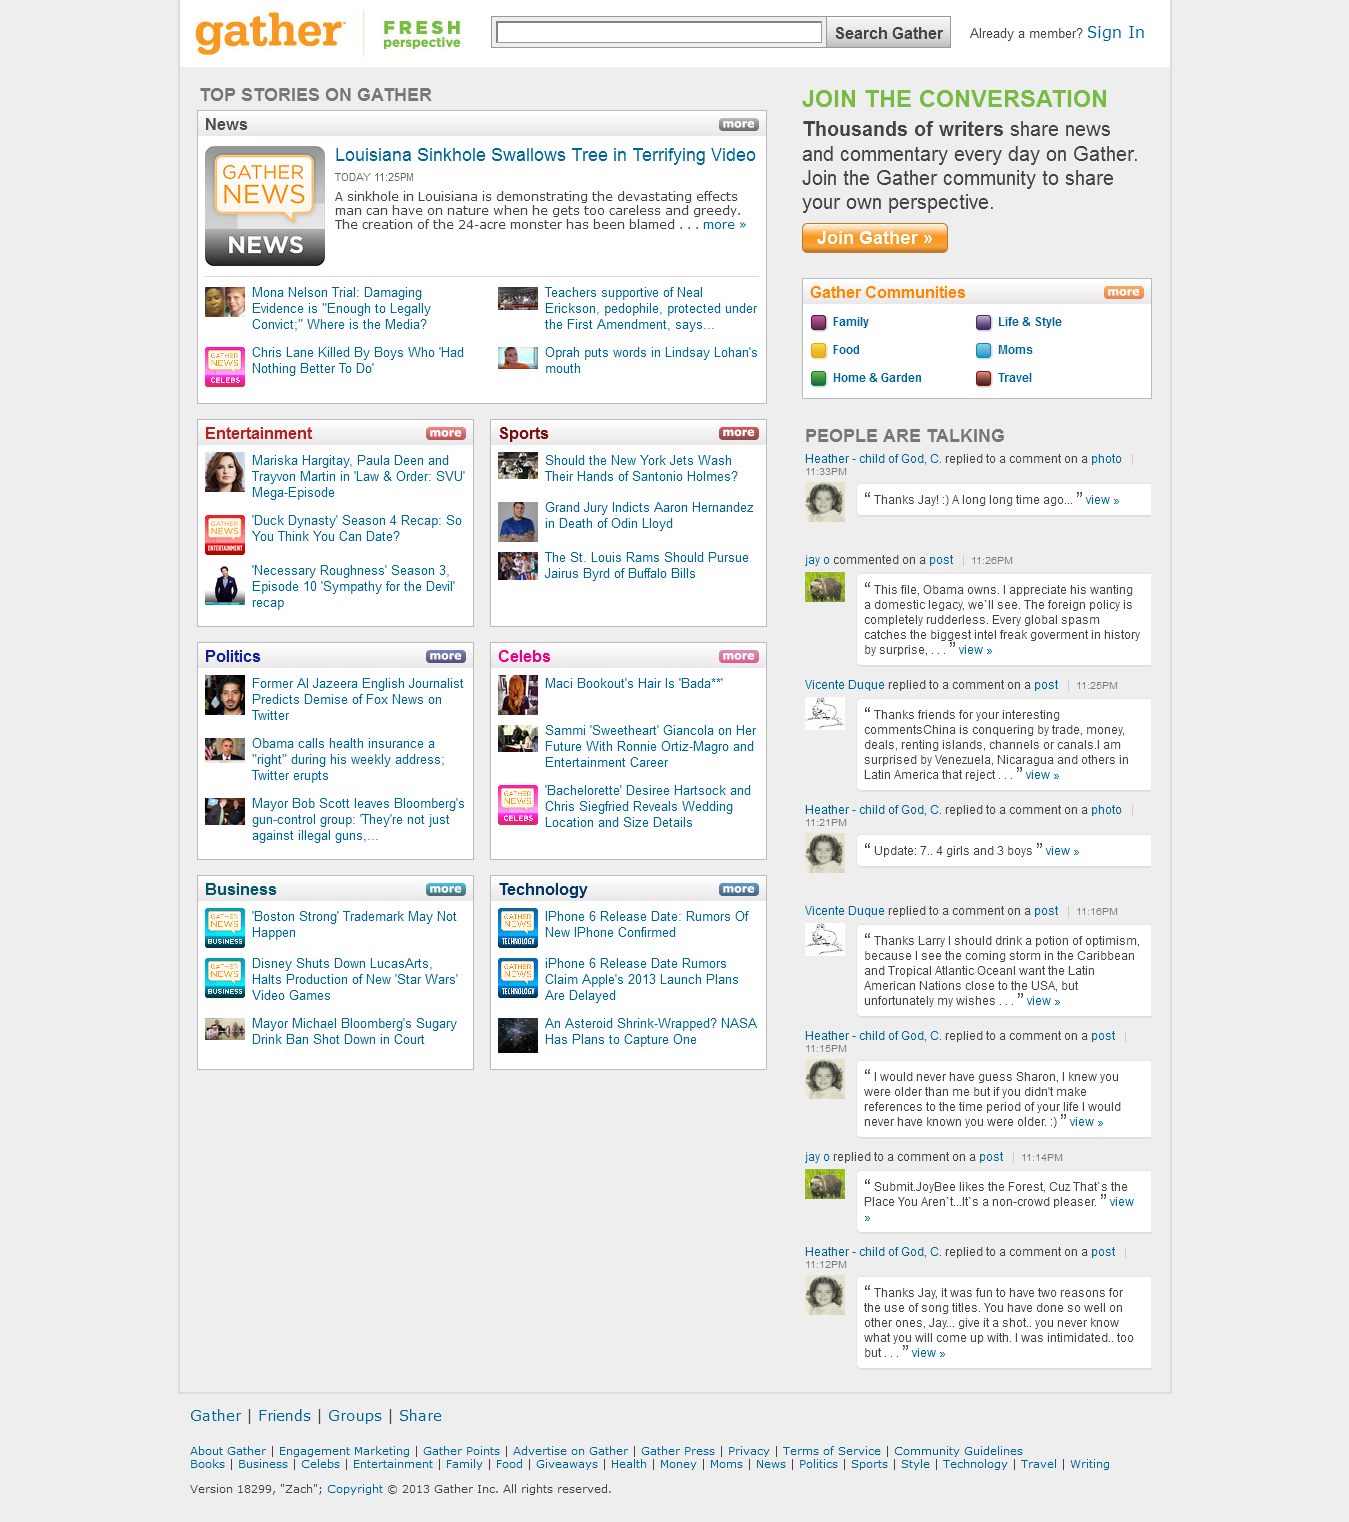 gather
FRESH
perspective
Search Gather
Already a member? Sign In
TOP STORIES ON GATHER
News
more
GATHER
NEWS
NEWS
Louisiana Sinkhole Swallows Tree in Terrifying Video
TODAY 11:25PM
A sinkhole in Louisiana is demonstrating the devastating effects
man can have on nature when he gets too careless and greedy.
The creation of the 24-acre monster has been blamed . . . more »
Mona Nelson Trial: Damaging
Evidence is "Enough to Legally
Convict;" Where is the Media?
Teachers supportive of Neal
Erickson, pedophile, protected under
the First Amendment, says...
GATHER
NEWS
CELEBS
Chris Lane Killed By Boys Who 'Had
Nothing Better To Do'
Oprah puts words in Lindsay Lohan's
mouth
Entertainment
more
Mariska Hargitay, Paula Deen and
Trayvon Martin in 'Law & Order: SVU'
Mega-Episode
GATHER
NEWS
ENTERTAINMENT
'Duck Dynasty' Season 4 Recap: So
You Think You Can Date?
'Necessary Roughness' Season 3,
Episode 10 'Sympathy for the Devil'
recap
Sports
more
Should the New York Jets Wash
Their Hands of Santonio Holmes?
Grand Jury Indicts Aaron Hernandez
in Death of Odin Lloyd
The St. Louis Rams Should Pursue
Jairus Byrd of Buffalo Bills
Politics
more
Former Al Jazeera English Journalist
Predicts Demise of Fox News on
Twitter
Obama calls health insurance a
"right" during his weekly address;
Twitter erupts
Mayor Bob Scott leaves Bloomberg's
gun-control group: 'They're not just
against illegal guns,...
Celebs
more
Maci Bookout's Hair Is 'Bada**'
Sammi 'Sweetheart' Giancola on Her
Future With Ronnie Ortiz-Magro and
Entertainment Career
GATHER
NEWS
CELEBS
'Bachelorette' Desiree Hartsock and
Chris Siegfried Reveals Wedding
Location and Size Details
Business
more
GATHER
NEWS
BUSINESS
'Boston Strong' Trademark May Not
Happen
GATHER
NEWS
BUSINESS
Disney Shuts Down LucasArts,
Halts Production of New 'Star Wars'
Video Games
Mayor Michael Bloomberg's Sugary
Drink Ban Shot Down in Court
Technology
more
GATHER
NEWS
TECHNOLOGY
IPhone 6 Release Date: Rumors Of
New IPhone Confirmed
GATHER
NEWS
TECHNOLOGY
iPhone 6 Release Date Rumors
Claim Apple's 2013 Launch Plans
Are Delayed
An Asteroid Shrink-Wrapped? NASA
Has Plans to Capture One
JOIN THE CONVERSATION
Thousands of writers share news
and commentary every day on Gather.
Join the Gather community to share
your own perspective.
Join Gather »
Gather Communities
more
Family
Life & Style
Food
Moms
Home & Garden
Travel
PEOPLE ARE TALKING
Heather - child of God, C. replied to a comment on a photo |
11:33PM
“ Thanks Jay! :) A long long time ago... ” view »
jay o commented on a post | 11:26PM
“ This file, Obama owns. I appreciate his wanting
a domestic legacy, we`ll see. The foreign policy is
completely rudderless. Every global spasm
catches the biggest intel freak goverment in history
by surprise, . . . ” view »
Vicente Duque replied to a comment on a post | 11:25PM
“ Thanks friends for your interesting
commentsChina is conquering by trade, money,
deals, renting islands, channels or canals.I am
surprised by Venezuela, Nicaragua and others in
Latin America that reject . . . ” view »
Heather - child of God, C. replied to a comment on a photo |
11:21PM
“ Update: 7.. 4 girls and 3 boys ” view »
Vicente Duque replied to a comment on a post | 11:16PM
“ Thanks Larry I should drink a potion of optimism,
because I see the coming storm in the Caribbean
and Tropical Atlantic OceanI want the Latin
American Nations close to the USA, but
unfortunately my wishes . . . ” view »
Heather - child of God, C. replied to a comment on a post |
11:15PM
“ I would never have guess Sharon, I knew you
were older than me but if you didn't make
references to the time period of your life I would
never have known you were older. :) ” view »
jay o replied to a comment on a post | 11:14PM
“ Submit.JoyBee likes the Forest, Cuz That`s the
Place You Aren`t...It`s a non-crowd pleaser. ” view
»
Heather - child of God, C. replied to a comment on a post |
11:12PM
“ Thanks Jay, it was fun to have two reasons for
the use of song titles. You have done so well on
other ones, Jay... give it a shot.. you never know
what you will come up with. I was intimidated.. too
but . . . ” view »
Gather | Friends | Groups | Share
About Gather | Engagement Marketing | Gather Points | Advertise on Gather | Gather Press | Privacy | Terms of Service | Community Guidelines
Books | Business | Celebs | Entertainment | Family | Food | Giveaways | Health | Money | Moms | News | Politics | Sports | Style | Technology | Travel | Writing
Version 18299, "Zach"; Copyright © 2013 Gather Inc. All rights reserved.